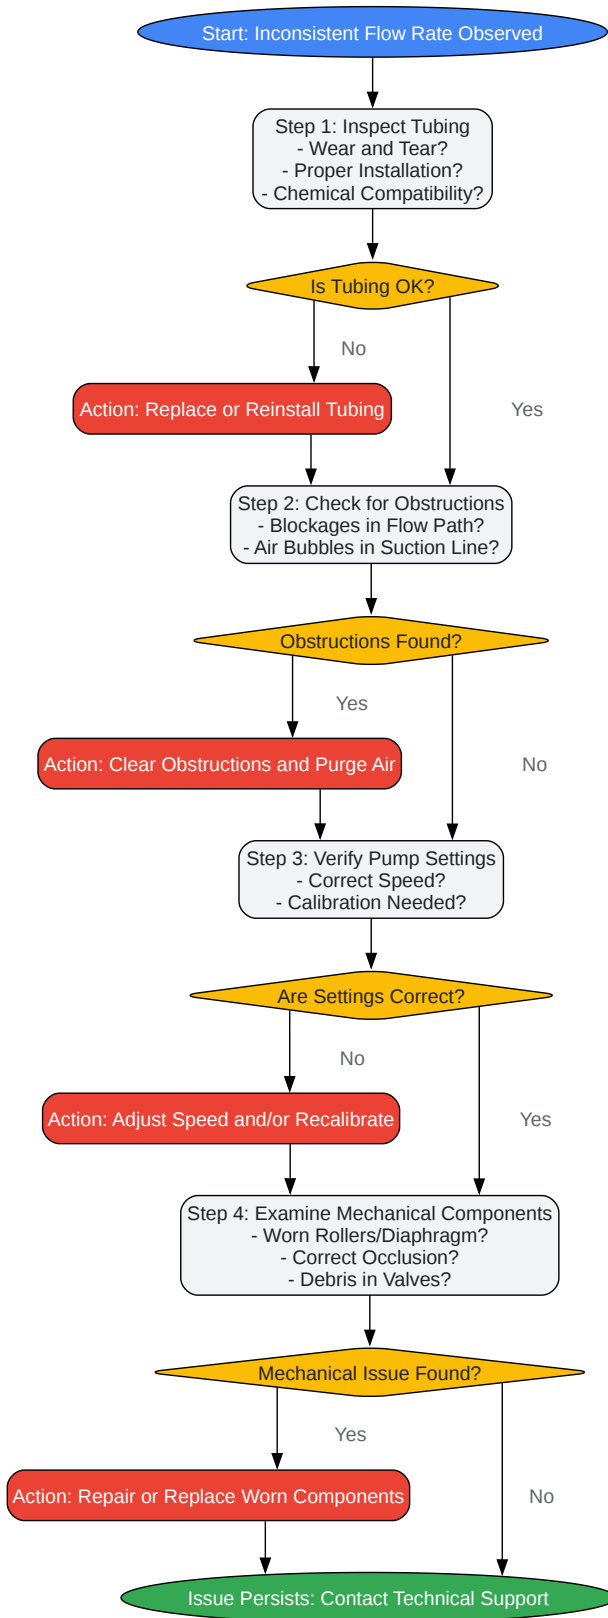 Start: Inconsistent Flow Rate Observed
Step 1: Inspect Tubing
- Wear and Tear?
- Proper Installation?
- Chemical Compatibility?
Is Tubing OK?
No
Action: Replace or Reinstall Tubing
Yes
Step 2: Check for Obstructions
- Blockages in Flow Path?
- Air Bubbles in Suction Line?
Obstructions Found?
Yes
Action: Clear Obstructions and Purge Air
No
Step 3: Verify Pump Settings
- Correct Speed?
- Calibration Needed?
Are Settings Correct?
No
Action: Adjust Speed and/or Recalibrate
Yes
Step 4: Examine Mechanical Components
- Worn Rollers/Diaphragm?
- Correct Occlusion?
- Debris in Valves?
Mechanical Issue Found?
Yes
Action: Repair or Replace Worn Components
No
Issue Persists: Contact Technical Support